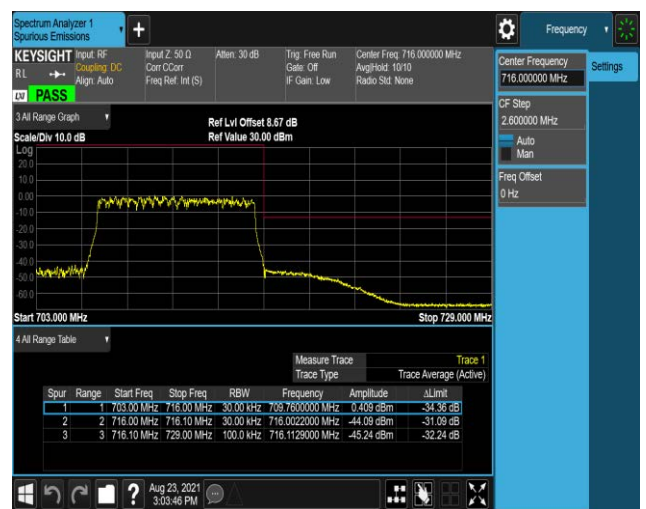 Spectrum Analyzer 1
Spurious Emissions
Frequency
KEYSIGHT
RL
LXI PASS
Input: RF
Coupling: DC
Align: Auto
Input Z: 50 Ω
Corr CCorr
Freq Ref: Int (S)
Atten: 30 dB
Trig: Free Run
Gate: Off
IF Gain: Low
Center Freq: 716.000000 MHz
Avg|Hold: 10/10
Radio Std: None
Center Frequency
716.000000 MHz
Settings
CF Step
2.600000 MHz
Auto
Man
Freq Offset
0 Hz
3 All Range Graph
Scale/Div 10.0 dB
Ref Lvl Offset 8.67 dB
Ref Value 30.00 dBm
Log
20.0
10.0
0.00
-10.0
-20.0
-30.0
-40.0
-50.0
-60.0
Start 703.000 MHz
Stop 729.000 MHz
4 All Range Table
Measure Trace Trace 1
Trace Type Trace Average (Active)
Spur Range Start Freq Stop Freq RBW Frequency Amplitude ΔLimit
1 1 703.00 MHz 716.00 MHz 30.00 kHz 709.7600000 MHz 0.409 dBm -34.36 dB
2 2 716.00 MHz 716.10 MHz 30.00 kHz 716.0022000 MHz -44.09 dBm -31.09 dB
3 3 716.10 MHz 729.00 MHz 100.0 kHz 716.1129000 MHz -45.24 dBm -32.24 dB
Aug 23, 2021
3:03:46 PM